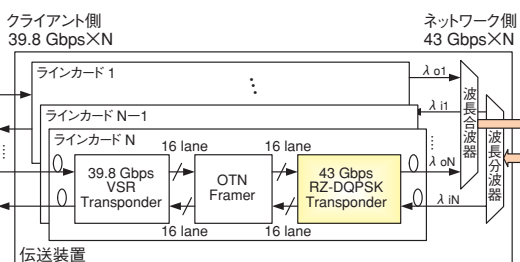 クライアント側
39.8 Gbps×N
ネットワーク側
43 Gbps×N
ラインカード 1
λ o1
λ i1
波長合波器
波長分波器
ラインカード N−1
ラインカード N
16 lane
16 lane
39.8 Gbps
VSR
Transponder
OTN
Framer
43 Gbps
RZ-DQPSK
Transponder
λ oN
λ iN
16 lane
16 lane
伝送装置